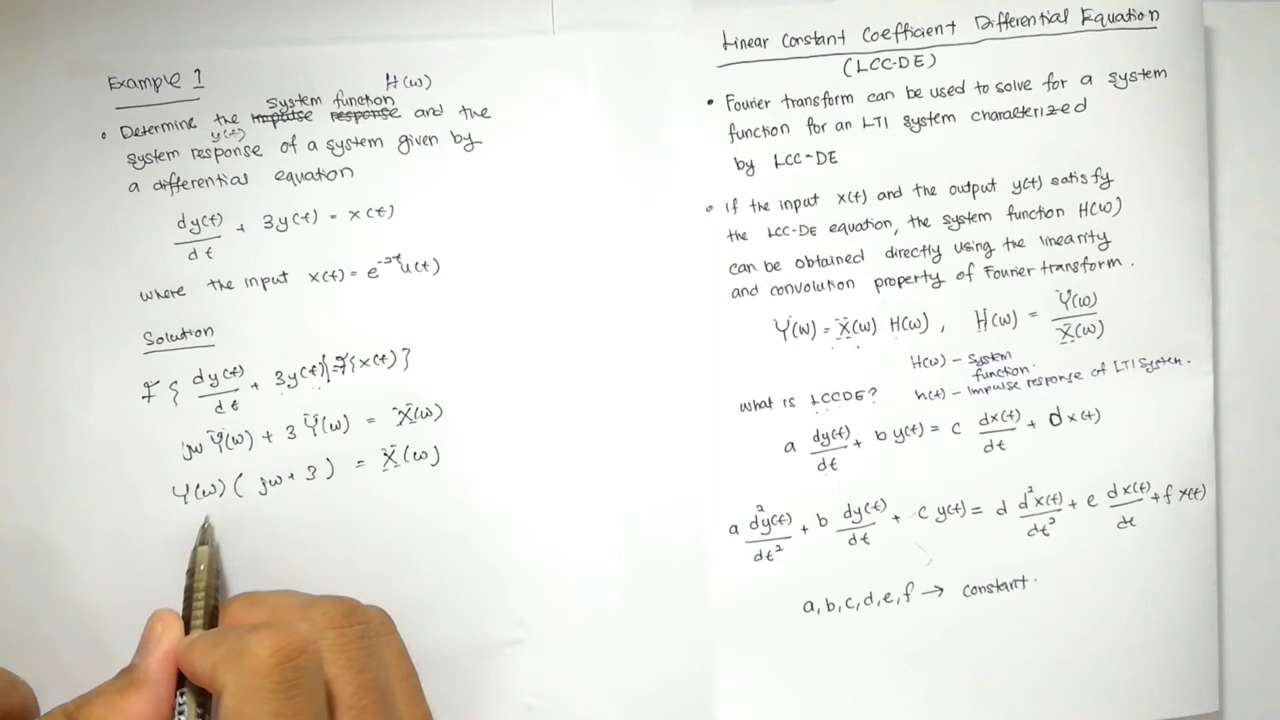 Example 1
H(ω)
system function
• Determine the impulse response and the
y(t)
system response of a system given by
a differential equation
dy(t)/dt + 3y(t) = x(t)
where the input x(t) = e^-2t u(t)
Solution
F { dy(t)/dt + 3y(t) } = F{x(t)}
jω Y(ω) + 3 Y(ω) = X(ω)
Y(ω) ( jω + 3 ) = X(ω)
Linear Constant Coefficient Differential Equation
(LCC-DE)
• Fourier transform can be used to solve for a system
function for an LTI system characterized
by LCC-DE
• If the input x(t) and the output y(t) satisfy
the LCC-DE equation, the system function H(ω)
can be obtained directly using the linearity
and convolution property of Fourier transform.
Y(ω) = X(ω) H(ω), H(ω) = Y(ω)/X(ω)
H(ω) - System
function.
h(t) - Impulse response of LTI System.
what is LCCDE?
a dy(t)/dt + b y(t) = c dx(t)/dt + d x(t)
a d²y(t)/dt² + b dy(t)/dt + c y(t) = d d²x(t)/dt² + e dx(t)/dt + f x(t)
a, b, c, d, e, f → constant.